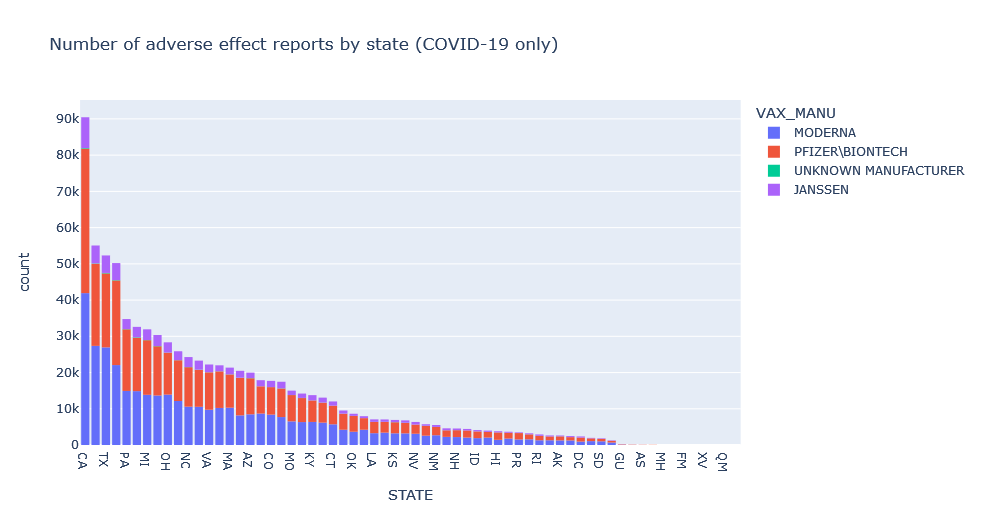 Number of adverse effect reports by state (COVID-19 only)
VAX_MANU
MODERNA
PFIZER\BIONTECH
UNKNOWN MANUFACTURER
JANSSEN
90k
80k
70k
60k
50k
40k
30k
20k
10k
0
count
CA TX PA MI OH NC VA MA AZ CO MO KY CT OK LA KS NV NM NH ID HI PR RI AK DC SD GU AS MH FM XV QM
STATE